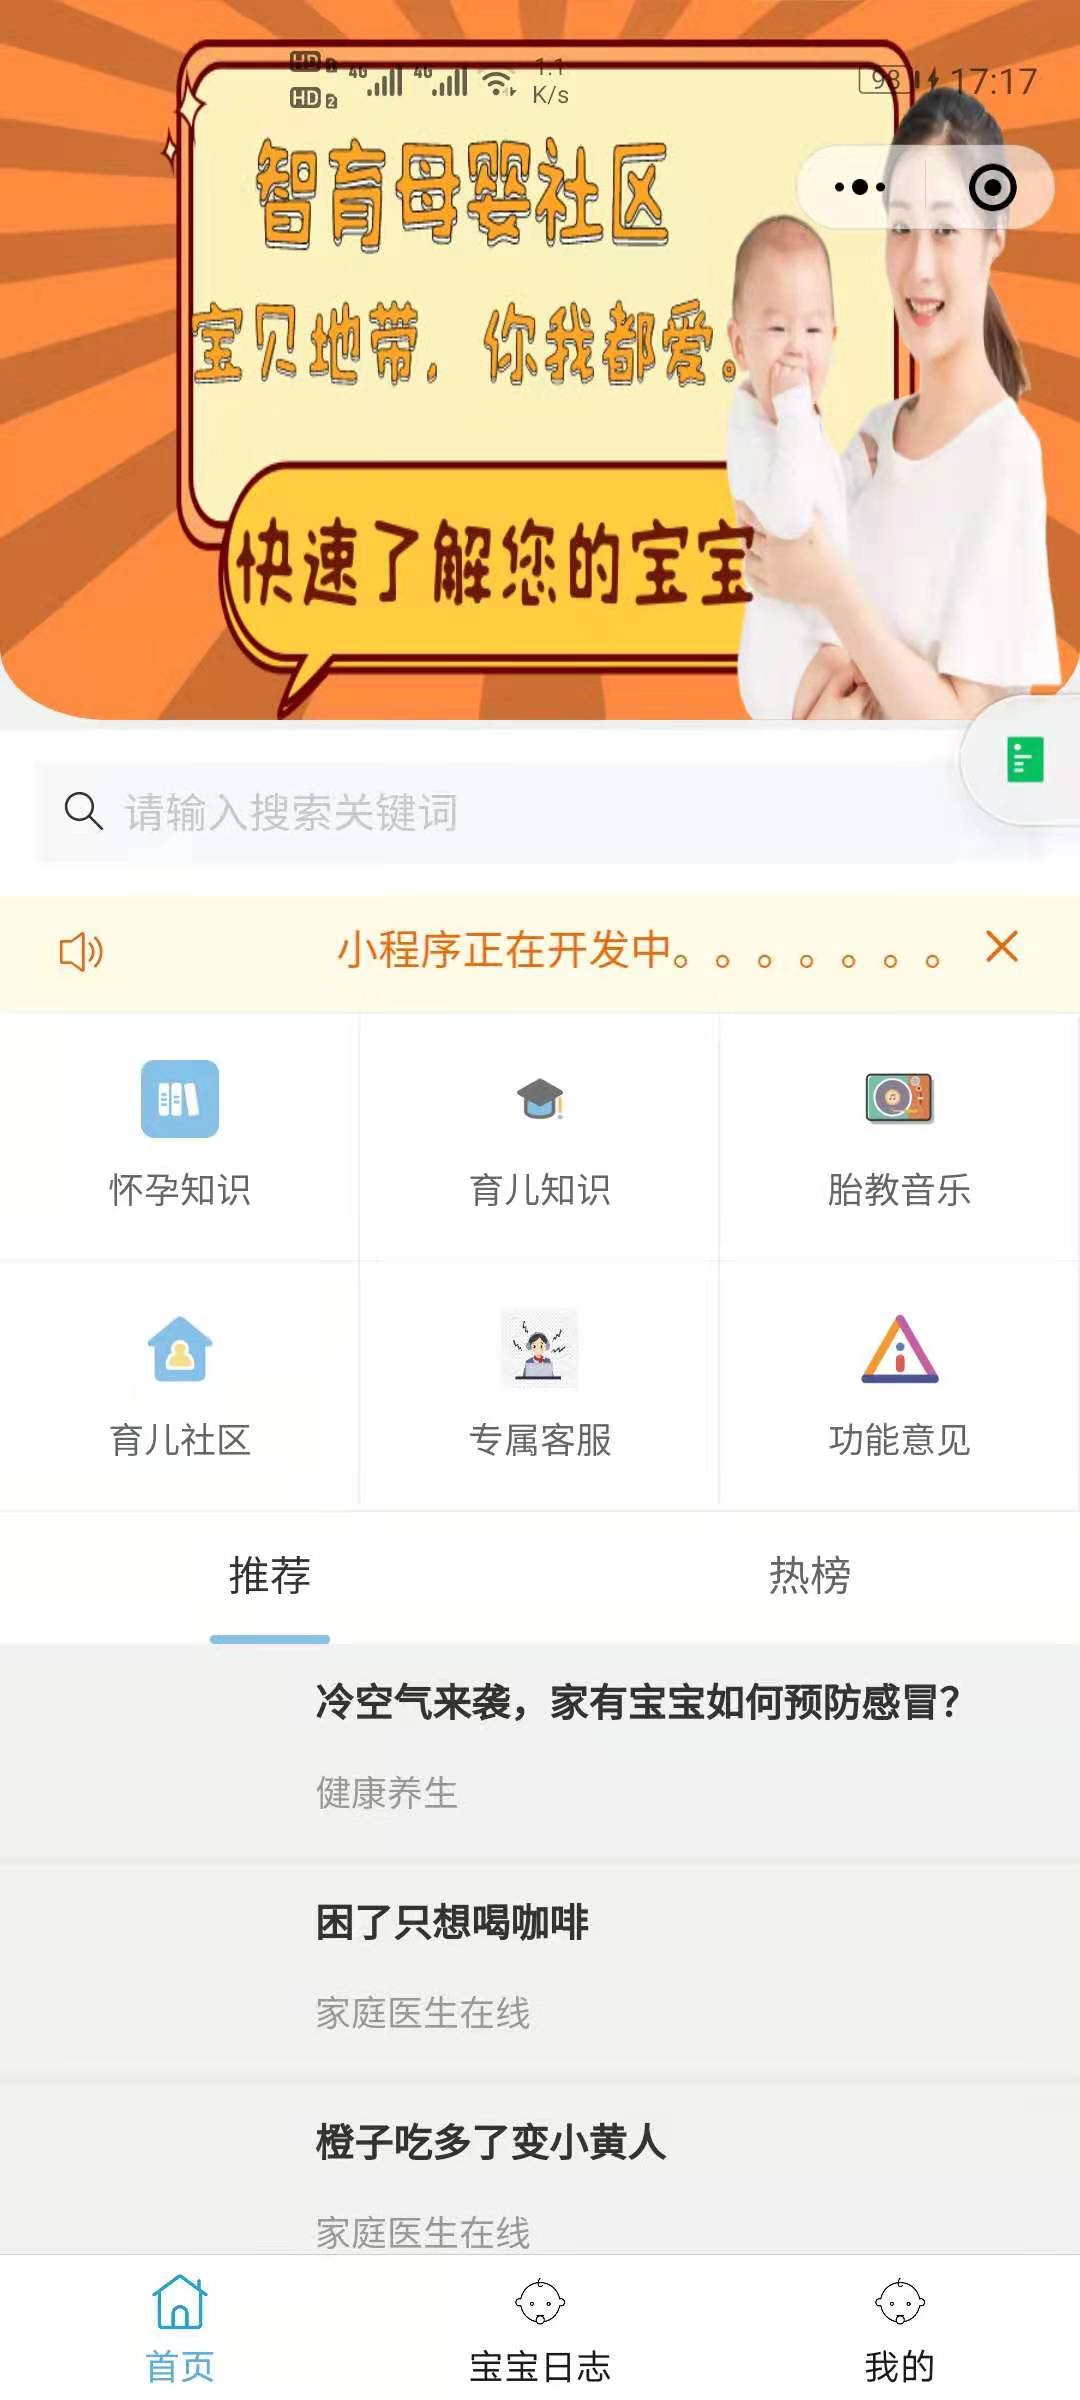 HD 1 4G 4G 1.1
HD 2 K/s
98 17:17
智育母婴社区
宝贝地带，你我都爱。
快速了解您的宝宝
请输入搜索关键词
小程序正在开发中。。。。。。。
怀孕知识 育儿知识 胎教音乐
育儿社区 专属客服 功能意见
推荐 热榜
冷空气来袭，家有宝宝如何预防感冒？
健康养生
困了只想喝咖啡
家庭医生在线
橙子吃多了变小黄人
家庭医生在线
首页 宝宝日志 我的